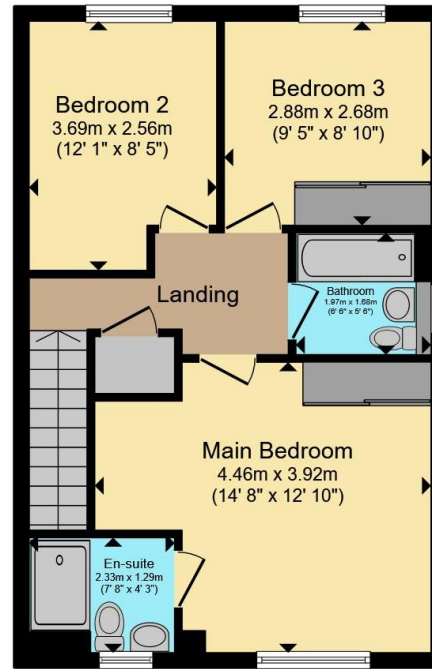 Bedroom 2
3.69m x 2.56m
(12' 1" x 8' 5")
Bedroom 3
2.88m x 2.68m
(9' 5" x 8' 10")
Landing
Bathroom
1.97m x 1.68m
(6' 6" x 5' 6")
Main Bedroom
4.46m x 3.92m
(14' 8" x 12' 10")
En-suite
2.33m x 1.29m
(7' 8" x 4' 3")